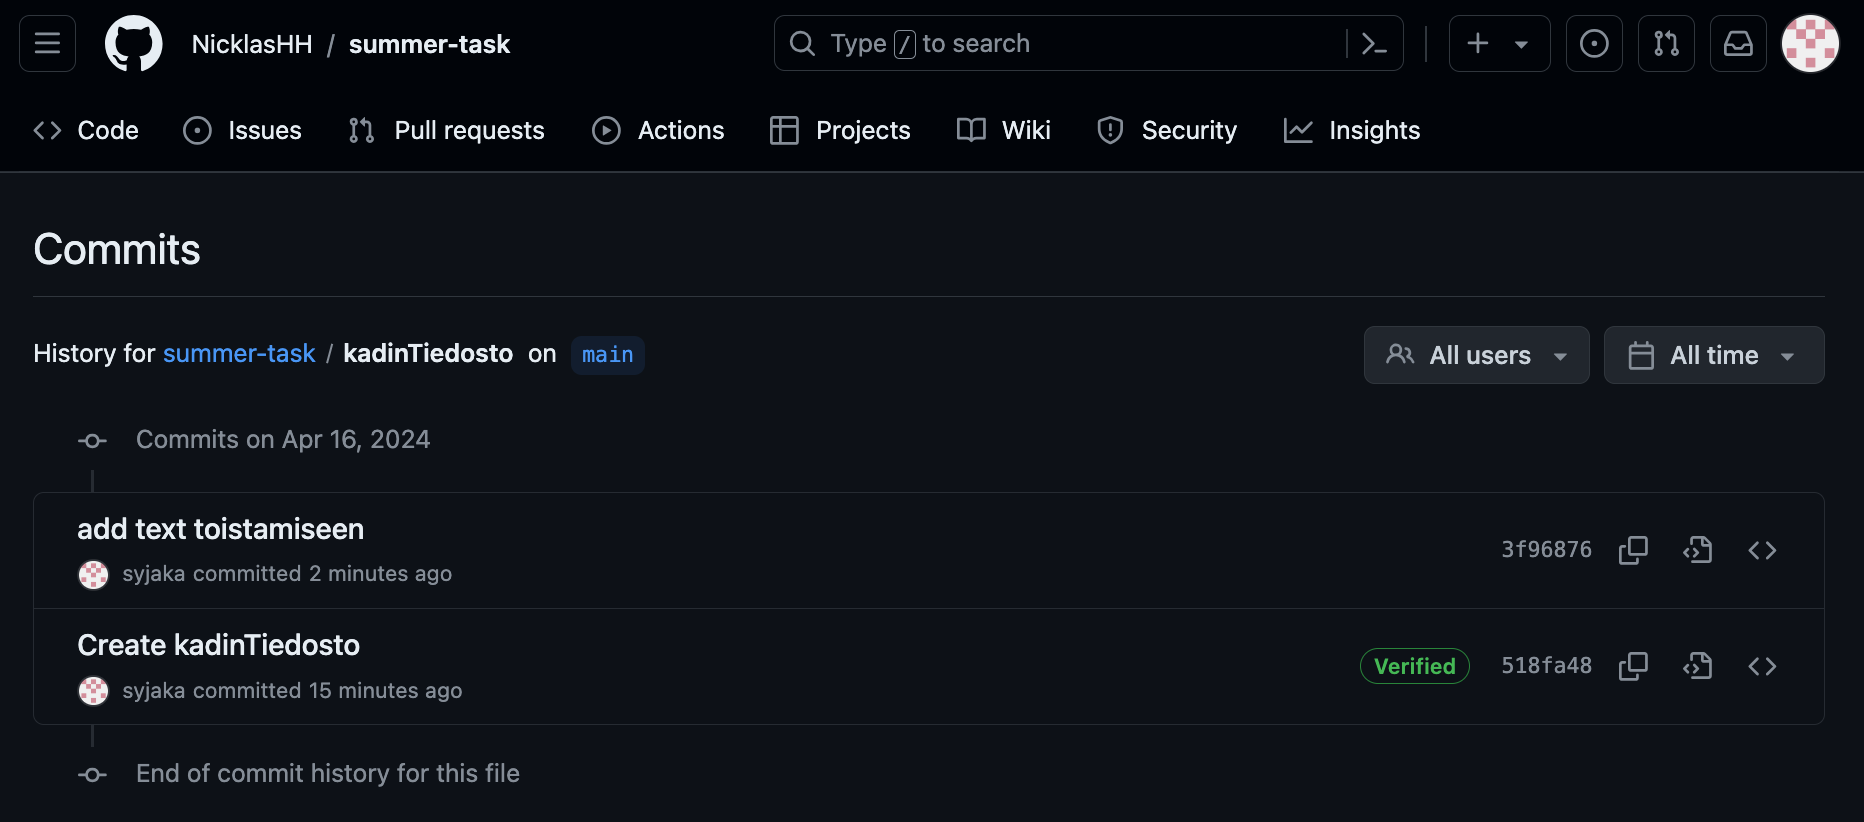 NicklasHH / summer-task
Type / to search
Code Issues Pull requests Actions Projects Wiki Security Insights
Commits
History for summer-task / kadinTiedosto on main
All users All time
Commits on Apr 16, 2024
add text toistamiseen
syjaka committed 2 minutes ago
3f96876
Create kadinTiedosto
syjaka committed 15 minutes ago
Verified 518fa48
End of commit history for this file